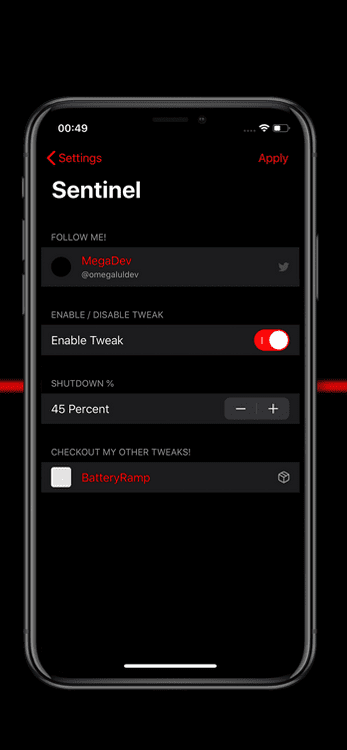 00:49
Settings
Apply
Sentinel
FOLLOW ME!
MegaDev
@omegaluldev
ENABLE / DISABLE TWEAK
Enable Tweak
SHUTDOWN %
45 Percent
CHECKOUT MY OTHER TWEAKS!
BatteryRamp